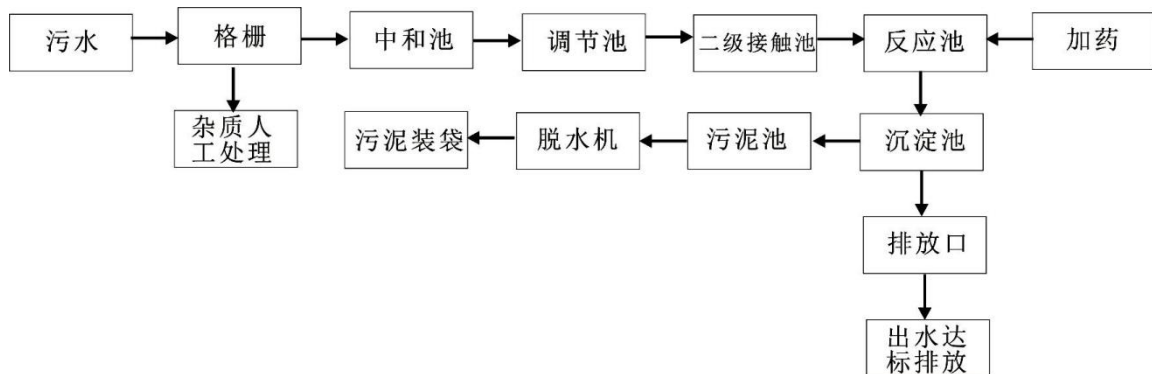 污水
格栅
中和池
调节池
二级接触池
反应池
加药
杂质人
工处理
污泥装袋
脱水机
污泥池
沉淀池
排放口
出水达
标排放